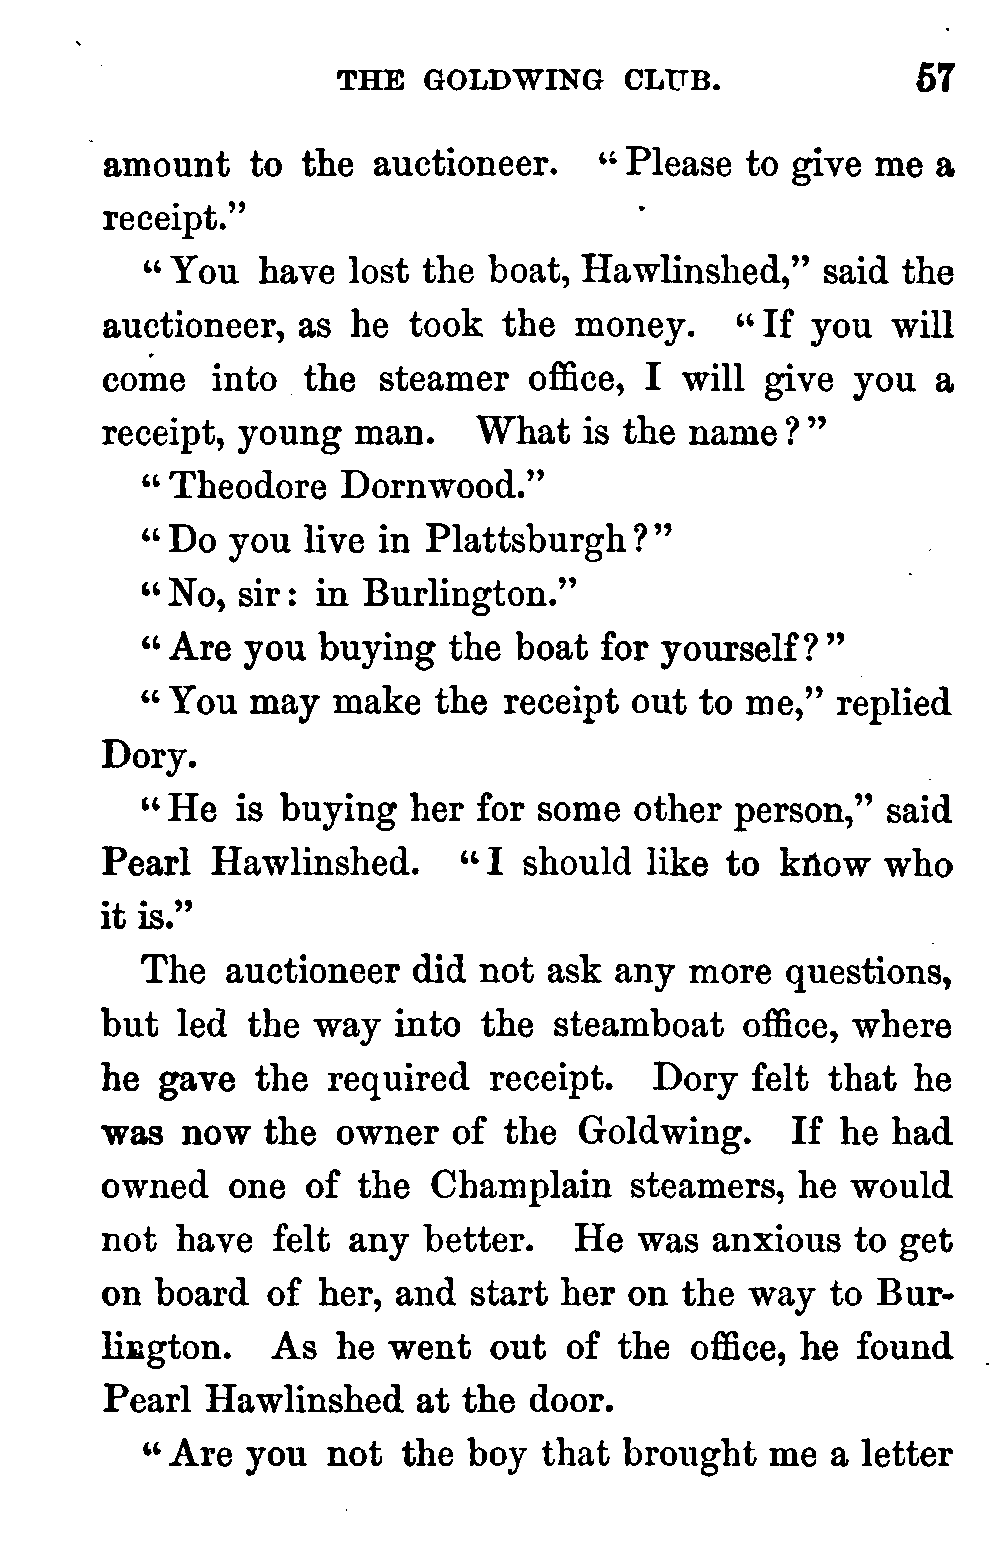 THE GOLDWING CLUB. 57
amount to the auctioneer. “Please to give me a
receipt.”
“You have lost the boat, Hawlinshed,” said the
auctioneer, as he took the money. “If you will
come into the steamer office, I will give you a
receipt, young man. What is the name?”
“Theodore Dornwood.”
“Do you live in Plattsburgh?”
“No, sir: in Burlington.”
“Are you buying the boat for yourself?”
“You may make the receipt out to me,” replied
Dory.
“He is buying her for some other person,” said
Pearl Hawlinshed. “I should like to know who
it is.”
The auctioneer did not ask any more questions,
but led the way into the steamboat office, where
he gave the required receipt. Dory felt that he
was now the owner of the Goldwing. If he had
owned one of the Champlain steamers, he would
not have felt any better. He was anxious to get
on board of her, and start her on the way to Bur-
lington. As he went out of the office, he found
Pearl Hawlinshed at the door.
“Are you not the boy that brought me a letter